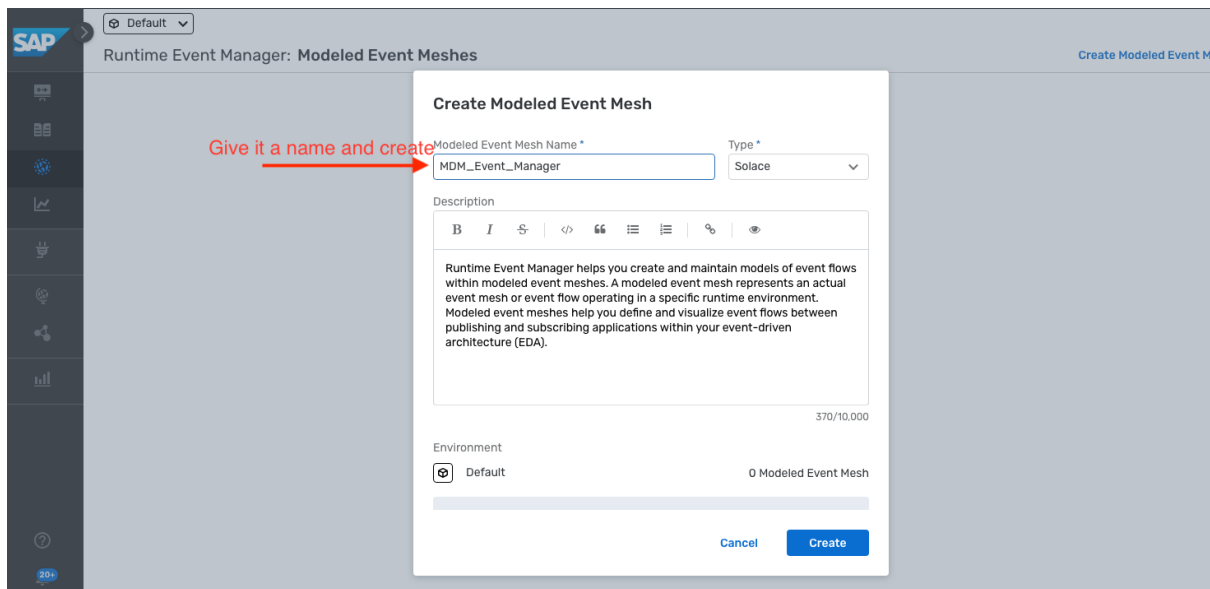 SAP
Default
Runtime Event Manager: Modeled Event Meshes
Create Modeled Event M
Create Modeled Event Mesh
Give it a name and create
Modeled Event Mesh Name *
Type *
MDM_Event_Manager
Solace
Description
B I S </>
Runtime Event Manager helps you create and maintain models of event flows
within modeled event meshes. A modeled event mesh represents an actual
event mesh or event flow operating in a specific runtime environment.
Modeled event meshes help you define and visualize event flows between
publishing and subscribing applications within your event-driven
architecture (EDA).
370/10,000
Environment
Default
0 Modeled Event Mesh
Cancel
Create
20+